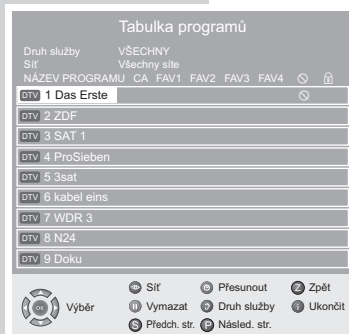 Tabulka programů
Druh služby VŠECHNY
Síť Všechny síte
NÁZEV PROGRAMU CA FAV1 FAV2 FAV3 FAV4
DTV 1 Das Erste
DTV 2 ZDF
DTV 3 SAT 1
DTV 4 ProSieben
DTV 5 3sat
DTV 6 kabel eins
DTV 7 WDR 3
DTV 8 N24
DTV 9 Doku
OK Výběr
Síť Přesunout Z Zpět
Vymazat Druh služby i Ukončit
S Předch. str. P Násled. str.